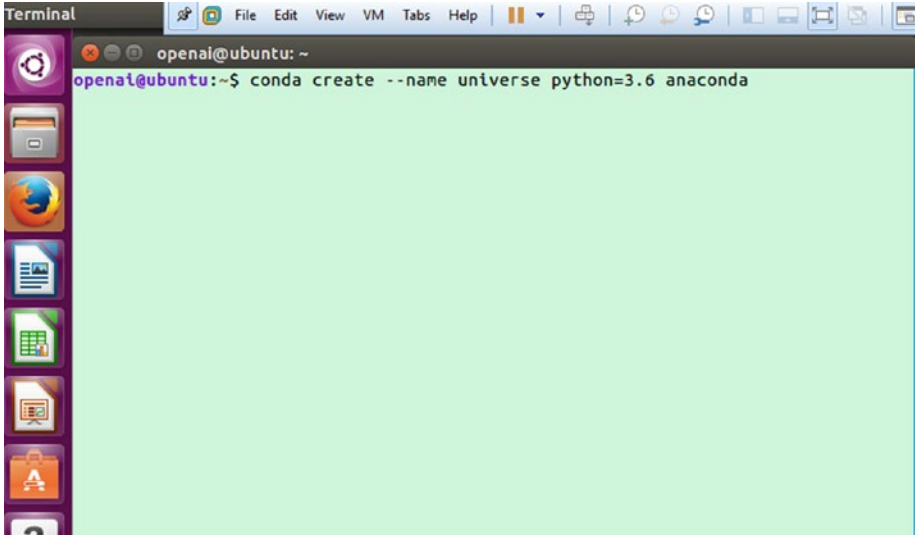 Terminal
File Edit View VM Tabs Help
openai@ubuntu: ~
openai@ubuntu:~$ conda create --name universe python=3.6 anaconda